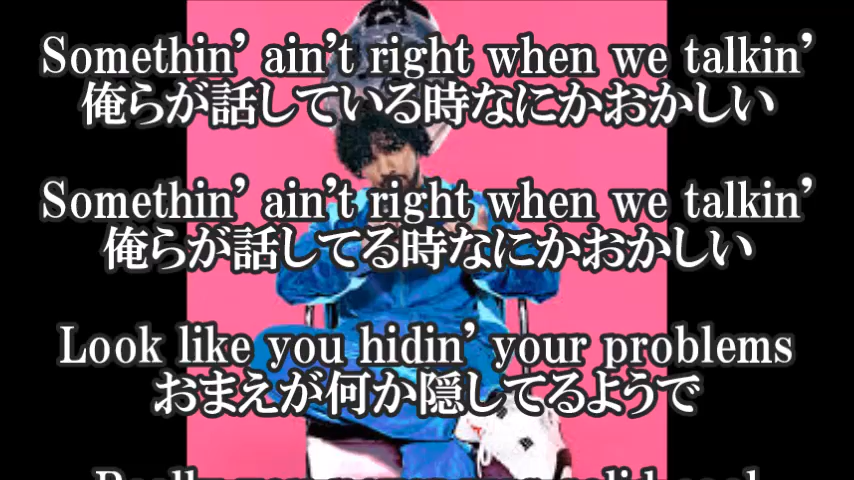 Somethin’ ain’t right when we talkin’
俺らが話している時なにかおかしい
Somethin’ ain’t right when we talkin’
俺らが話してる時なにかおかしい
Look like you hidin’ your problems
おまえが何か隠してるようで